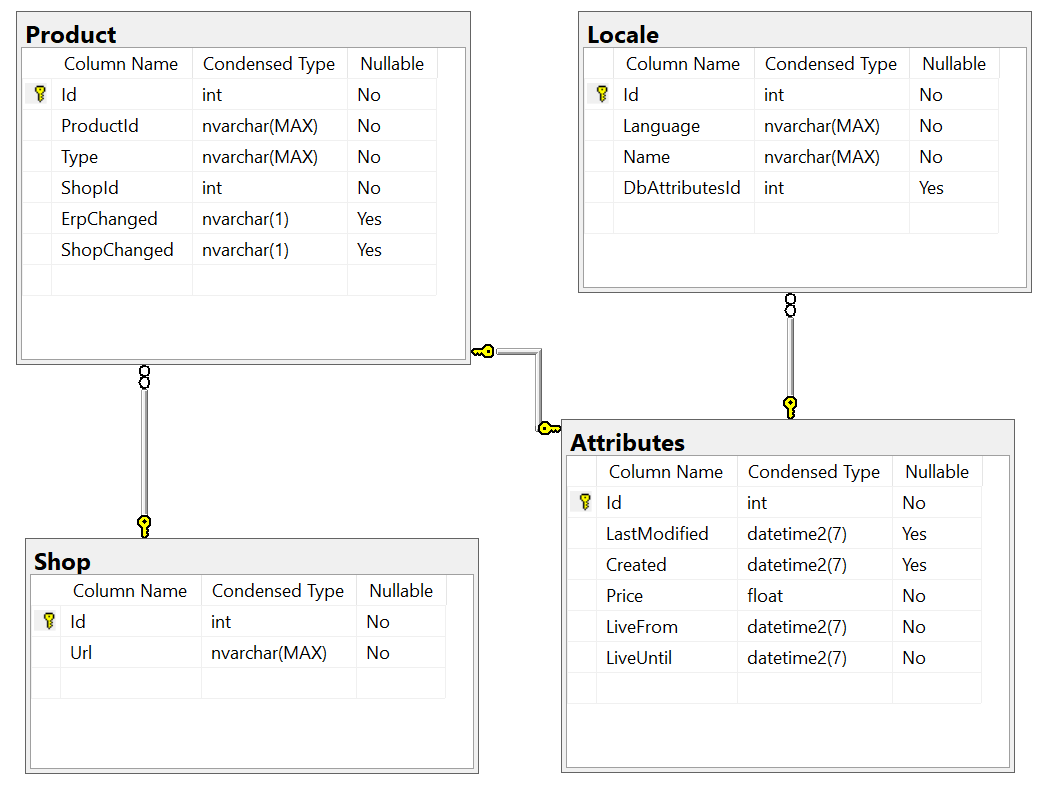 Product
Column Name Condensed Type Nullable
Id int No
ProductId nvarchar(MAX) No
Type nvarchar(MAX) No
ShopId int No
ErpChanged nvarchar(1) Yes
ShopChanged nvarchar(1) Yes
Locale
Column Name Condensed Type Nullable
Id int No
Language nvarchar(MAX) No
Name nvarchar(MAX) No
DbAttributesId int Yes
Shop
Column Name Condensed Type Nullable
Id int No
Url nvarchar(MAX) No
Attributes
Column Name Condensed Type Nullable
Id int No
LastModified datetime2(7) Yes
Created datetime2(7) Yes
Price float No
LiveFrom datetime2(7) No
LiveUntil datetime2(7) No